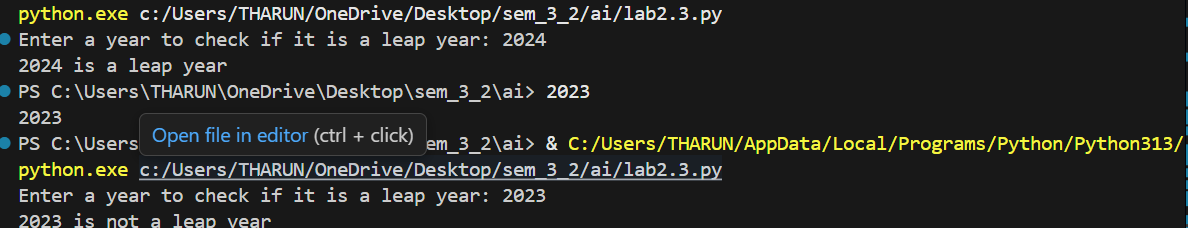 python.exe c:/Users/THARUN/OneDrive/Desktop/sem_3_2/ai/lab2.3.py
Enter a year to check if it is a leap year: 2024
2024 is a leap year
PS C:\Users\THARUN\OneDrive\Desktop\sem_3_2\ai> 2023
2023
Open file in editor (ctrl + click)
PS C:\Users em_3_2\ai> & C:/Users/THARUN/AppData/Local/Programs/Python/Python313/
python.exe c:/Users/THARUN/OneDrive/Desktop/sem_3_2/ai/lab2.3.py
Enter a year to check if it is a leap year: 2023
2023 is not a leap year